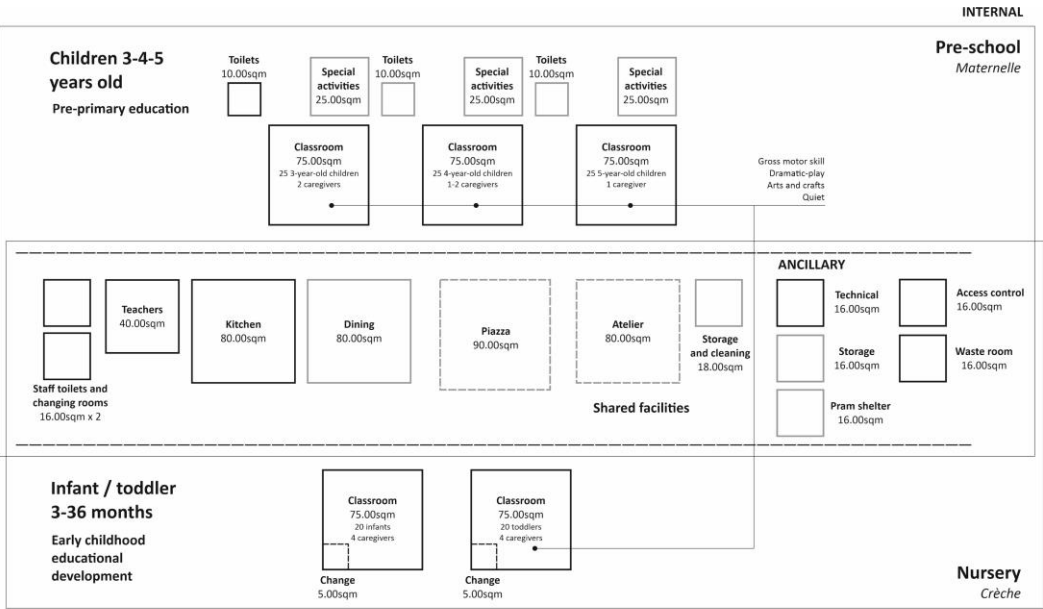 INTERNAL
Children 3-4-5
years old
Pre-primary education
Pre-school
Maternelle
Toilets
10.00sqm
Special
activities
25.00sqm
Toilets
10.00sqm
Special
activities
25.00sqm
Toilets
10.00sqm
Special
activities
25.00sqm
Classroom
75.00sqm
25 3-year-old children
2 caregivers
Classroom
75.00sqm
25 4-year-old children
1-2 caregivers
Classroom
75.00sqm
25 5-year-old children
1 caregiver
Gross motor skill
Dramatic-play
Arts and crafts
Quiet
Staff toilets and
changing rooms
16.00sqm x 2
Teachers
40.00sqm
Kitchen
80.00sqm
Dining
80.00sqm
Piazza
90.00sqm
Atelier
80.00sqm
Storage
and cleaning
18.00sqm
Shared facilities
ANCILLARY
Technical
16.00sqm
Access control
16.00sqm
Storage
16.00sqm
Waste room
16.00sqm
Pram shelter
16.00sqm
Infant / toddler
3-36 months
Early childhood
educational
development
Classroom
75.00sqm
20 infants
4 caregivers
Change
5.00sqm
Classroom
75.00sqm
20 toddlers
4 caregivers
Change
5.00sqm
Nursery
Crèche